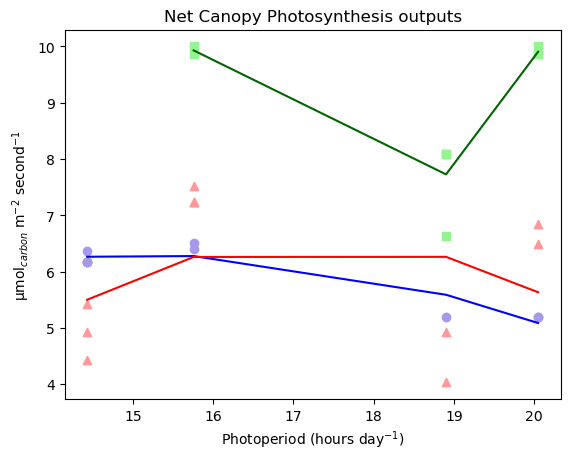 Net Canopy Photosynthesis outputs
µmol_carbon m⁻² second⁻¹
10
9
8
7
6
5
4
15 16 17 18 19 20
Photoperiod (hours day⁻¹)